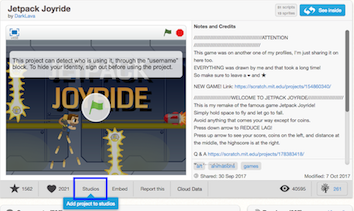 Jetpack Joyride
by DarkLava
See inside
This project can detect who is using it, through the "username"
block. To hide your identity, sign out before using the project.
JOYRIDE
Notes and Credits
ATTENTION
This game was on another one of my profiles, I'm just sharing it on
here too.
EVERYTHING was drawn by me and that took a long time!
So make sure to leave a ♥ and ★
NEW GAME! Link: https://scratch.mit.edu/projects/154960340/
WELCOME TO JETPACK JOYRIDE
This is my remake of the famous game Jetpack Joyride!
Simply hold space to fly and let go to fall.
Avoid anything that comes your way except for coins.
Press down arrow to REDUCE LAG!
Press up arrow to see your score, coins on the left, and distance at
the middle, the highscore is at the right.
Q & A https://scratch.mit.edu/projects/178383418/
art animations games
Shared: 30 Sep 2017 Modified: 7 Oct 2017
1562 2021 Studios Embed Report this Cloud Data 40595 261
Add project to studios